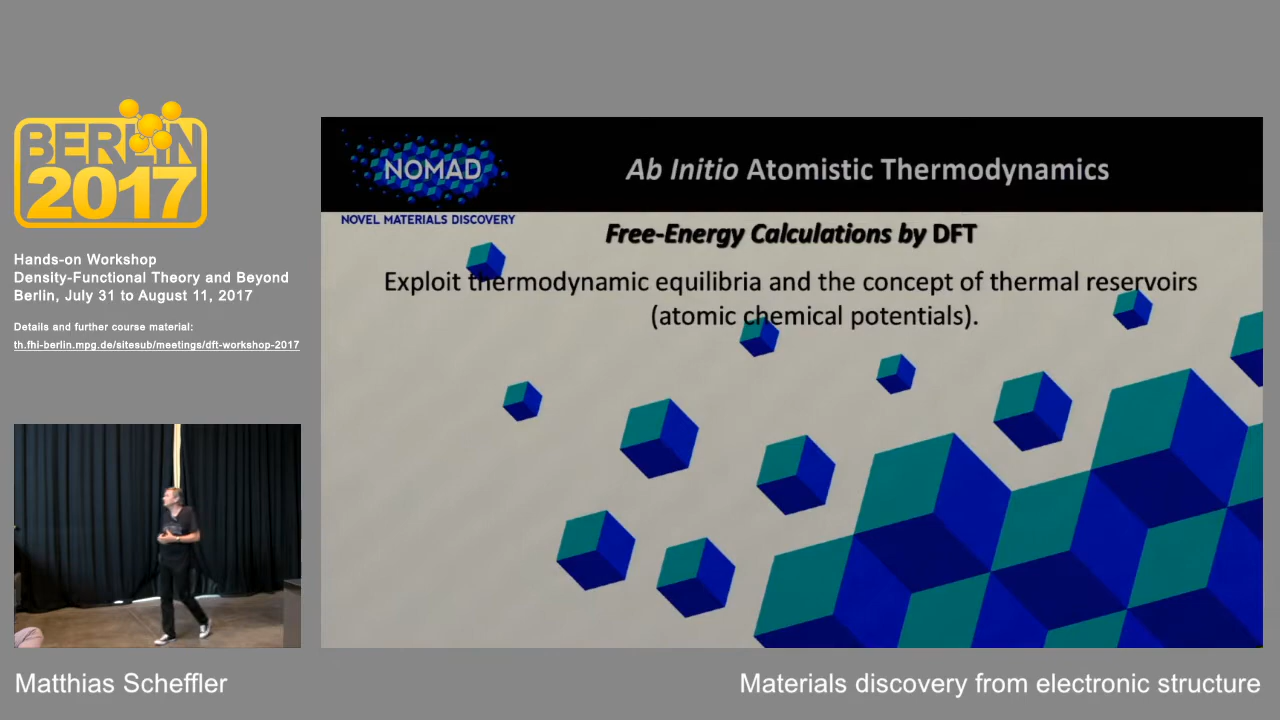 BERLIN
2017
Hands-on Workshop
Density-Functional Theory and Beyond
Berlin, July 31 to August 11, 2017
Details and further course material:
th.fhi-berlin.mpg.de/sitesub/meetings/dft-workshop-2017
NOMAD
NOVEL MATERIALS DISCOVERY
Ab Initio Atomistic Thermodynamics
Free-Energy Calculations by DFT
Exploit thermodynamic equilibria and the concept of thermal reservoirs
(atomic chemical potentials).
Matthias Scheffler
Materials discovery from electronic structure